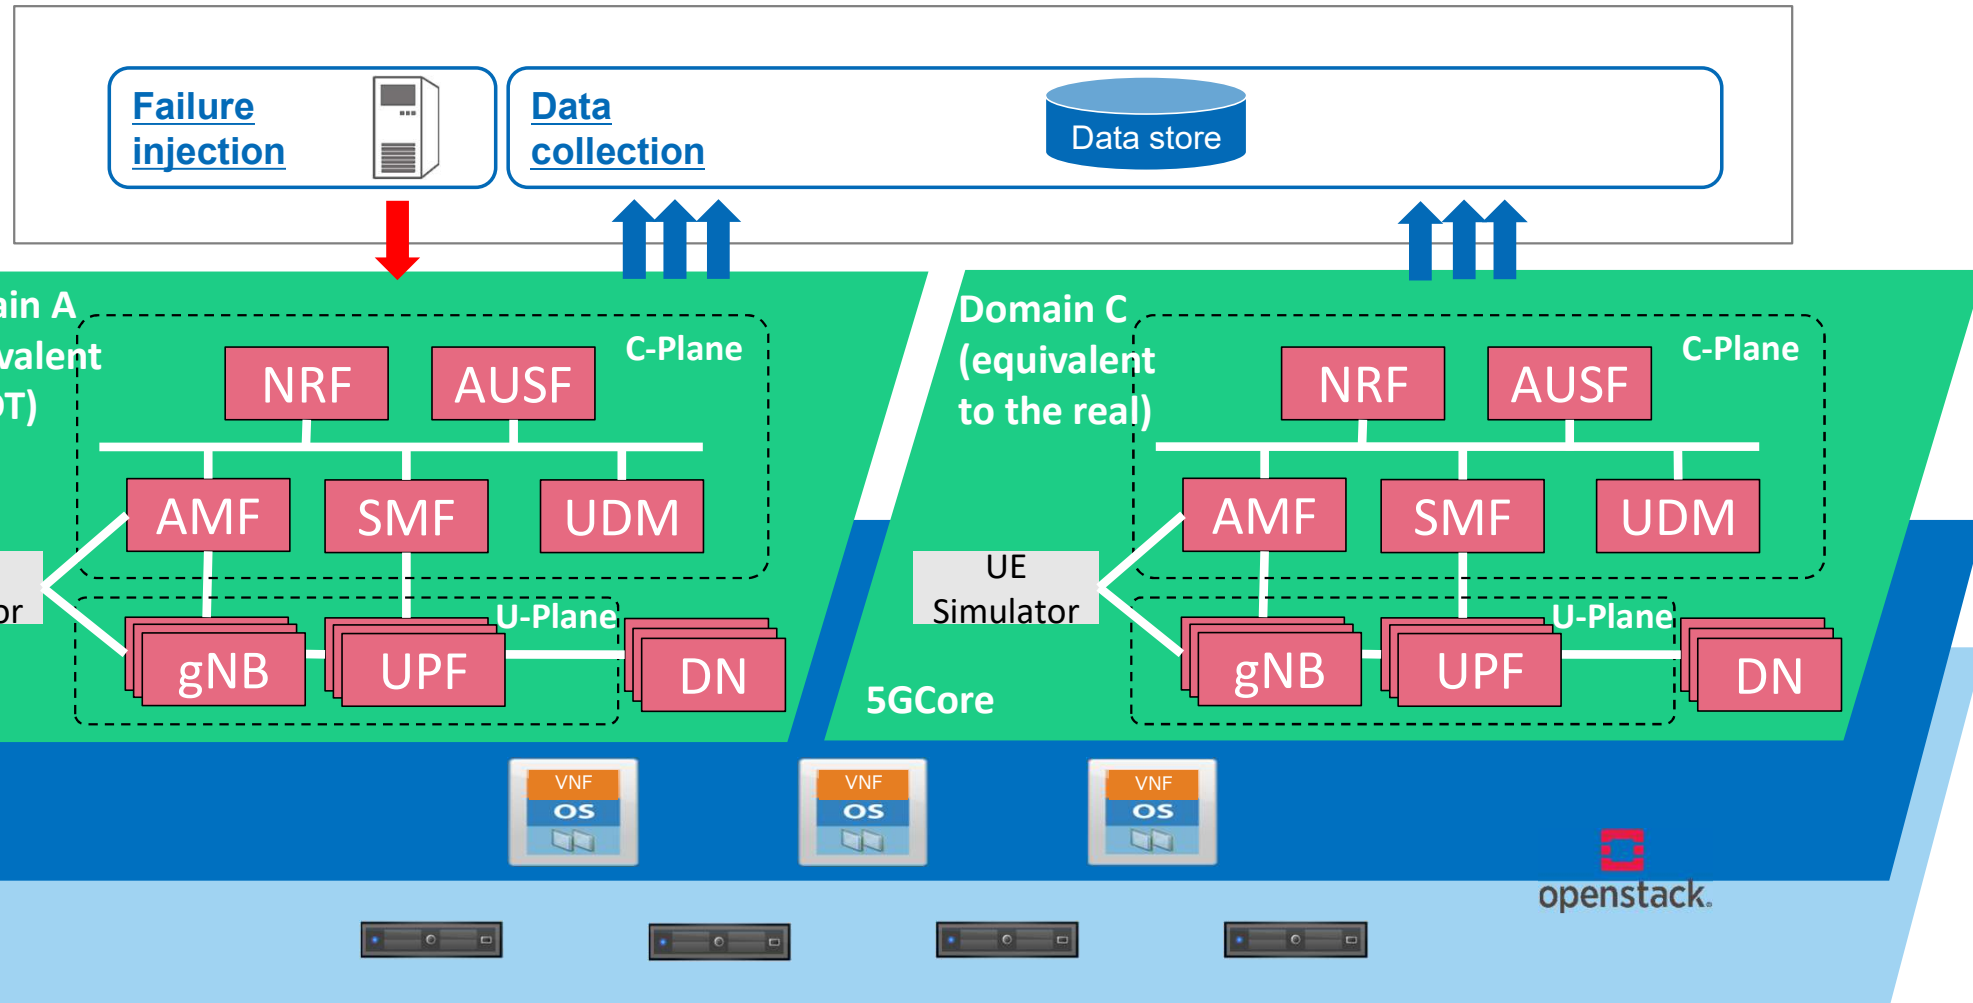 Failure
injection
Data
collection
Data store
ain A
valent
T)
C-Plane
NRF
AUSF
AMF
SMF
UDM
or
U-Plane
gNB
UPF
DN
Domain C
(equivalent
to the real)
C-Plane
NRF
AUSF
AMF
SMF
UDM
UE
Simulator
U-Plane
gNB
UPF
DN
5GCore
VNF
OS
VNF
OS
VNF
OS
openstack.